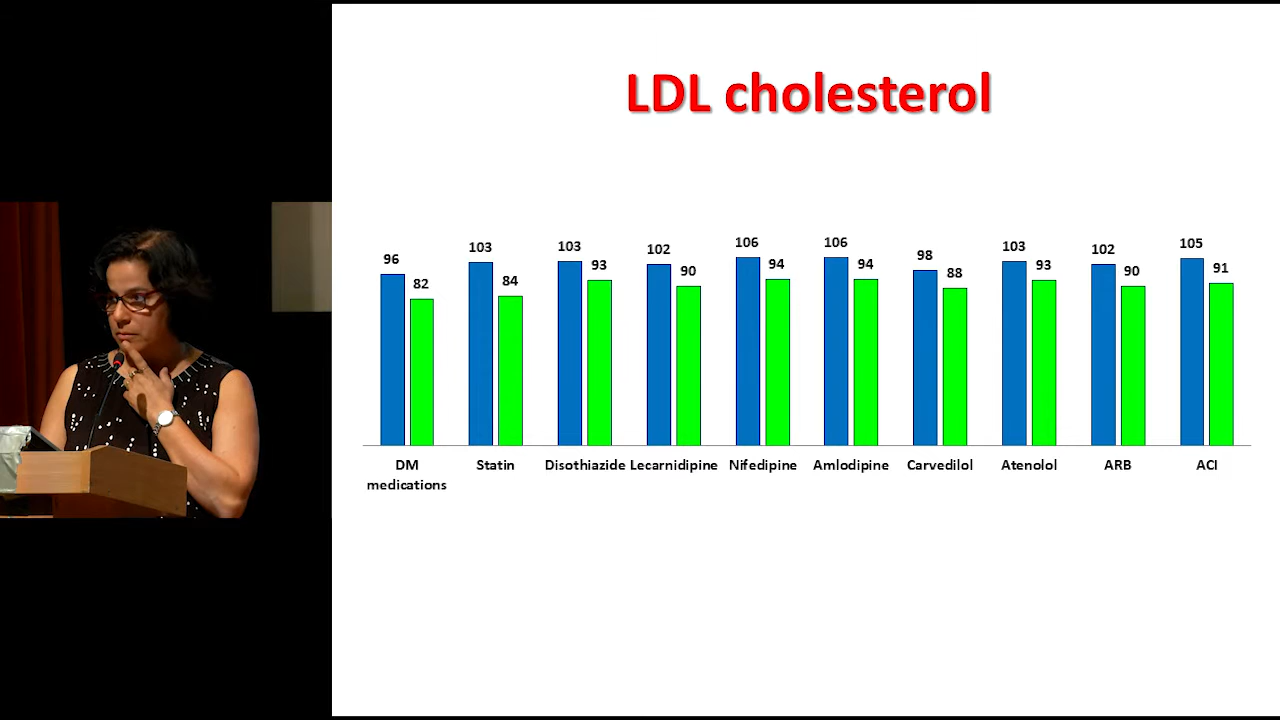 LDL cholesterol
96 82 103 84 103 93 102 90 106 94 106 94 98 88 103 93 102 90 105 91
DM medications Statin Disothiazide Lecarnidipine Nifedipine Amlodipine Carvedilol Atenolol ARB ACI